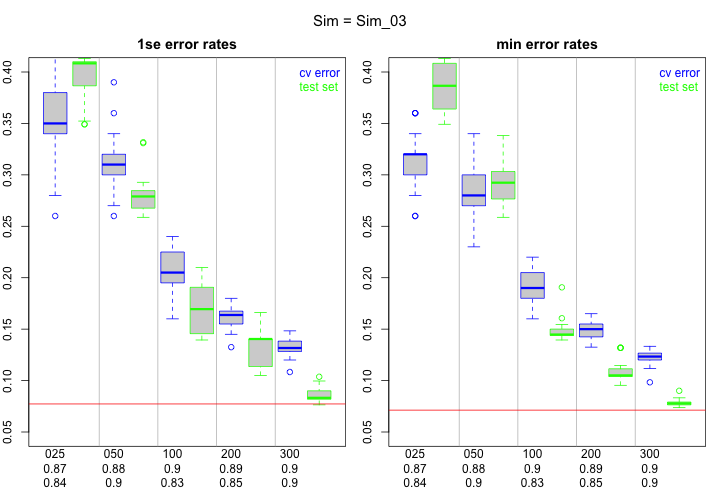 Sim = Sim_03
1se error rates
cv error
test set
0.40
0.35
0.30
0.25
0.20
0.15
0.10
0.05
025 050 100 200 300
0.87 0.88 0.9 0.89 0.9
0.84 0.9 0.83 0.85 0.9
min error rates
cv error
test set
0.40
0.35
0.30
0.25
0.20
0.15
0.10
0.05
025 050 100 200 300
0.87 0.88 0.9 0.89 0.9
0.84 0.9 0.83 0.85 0.9